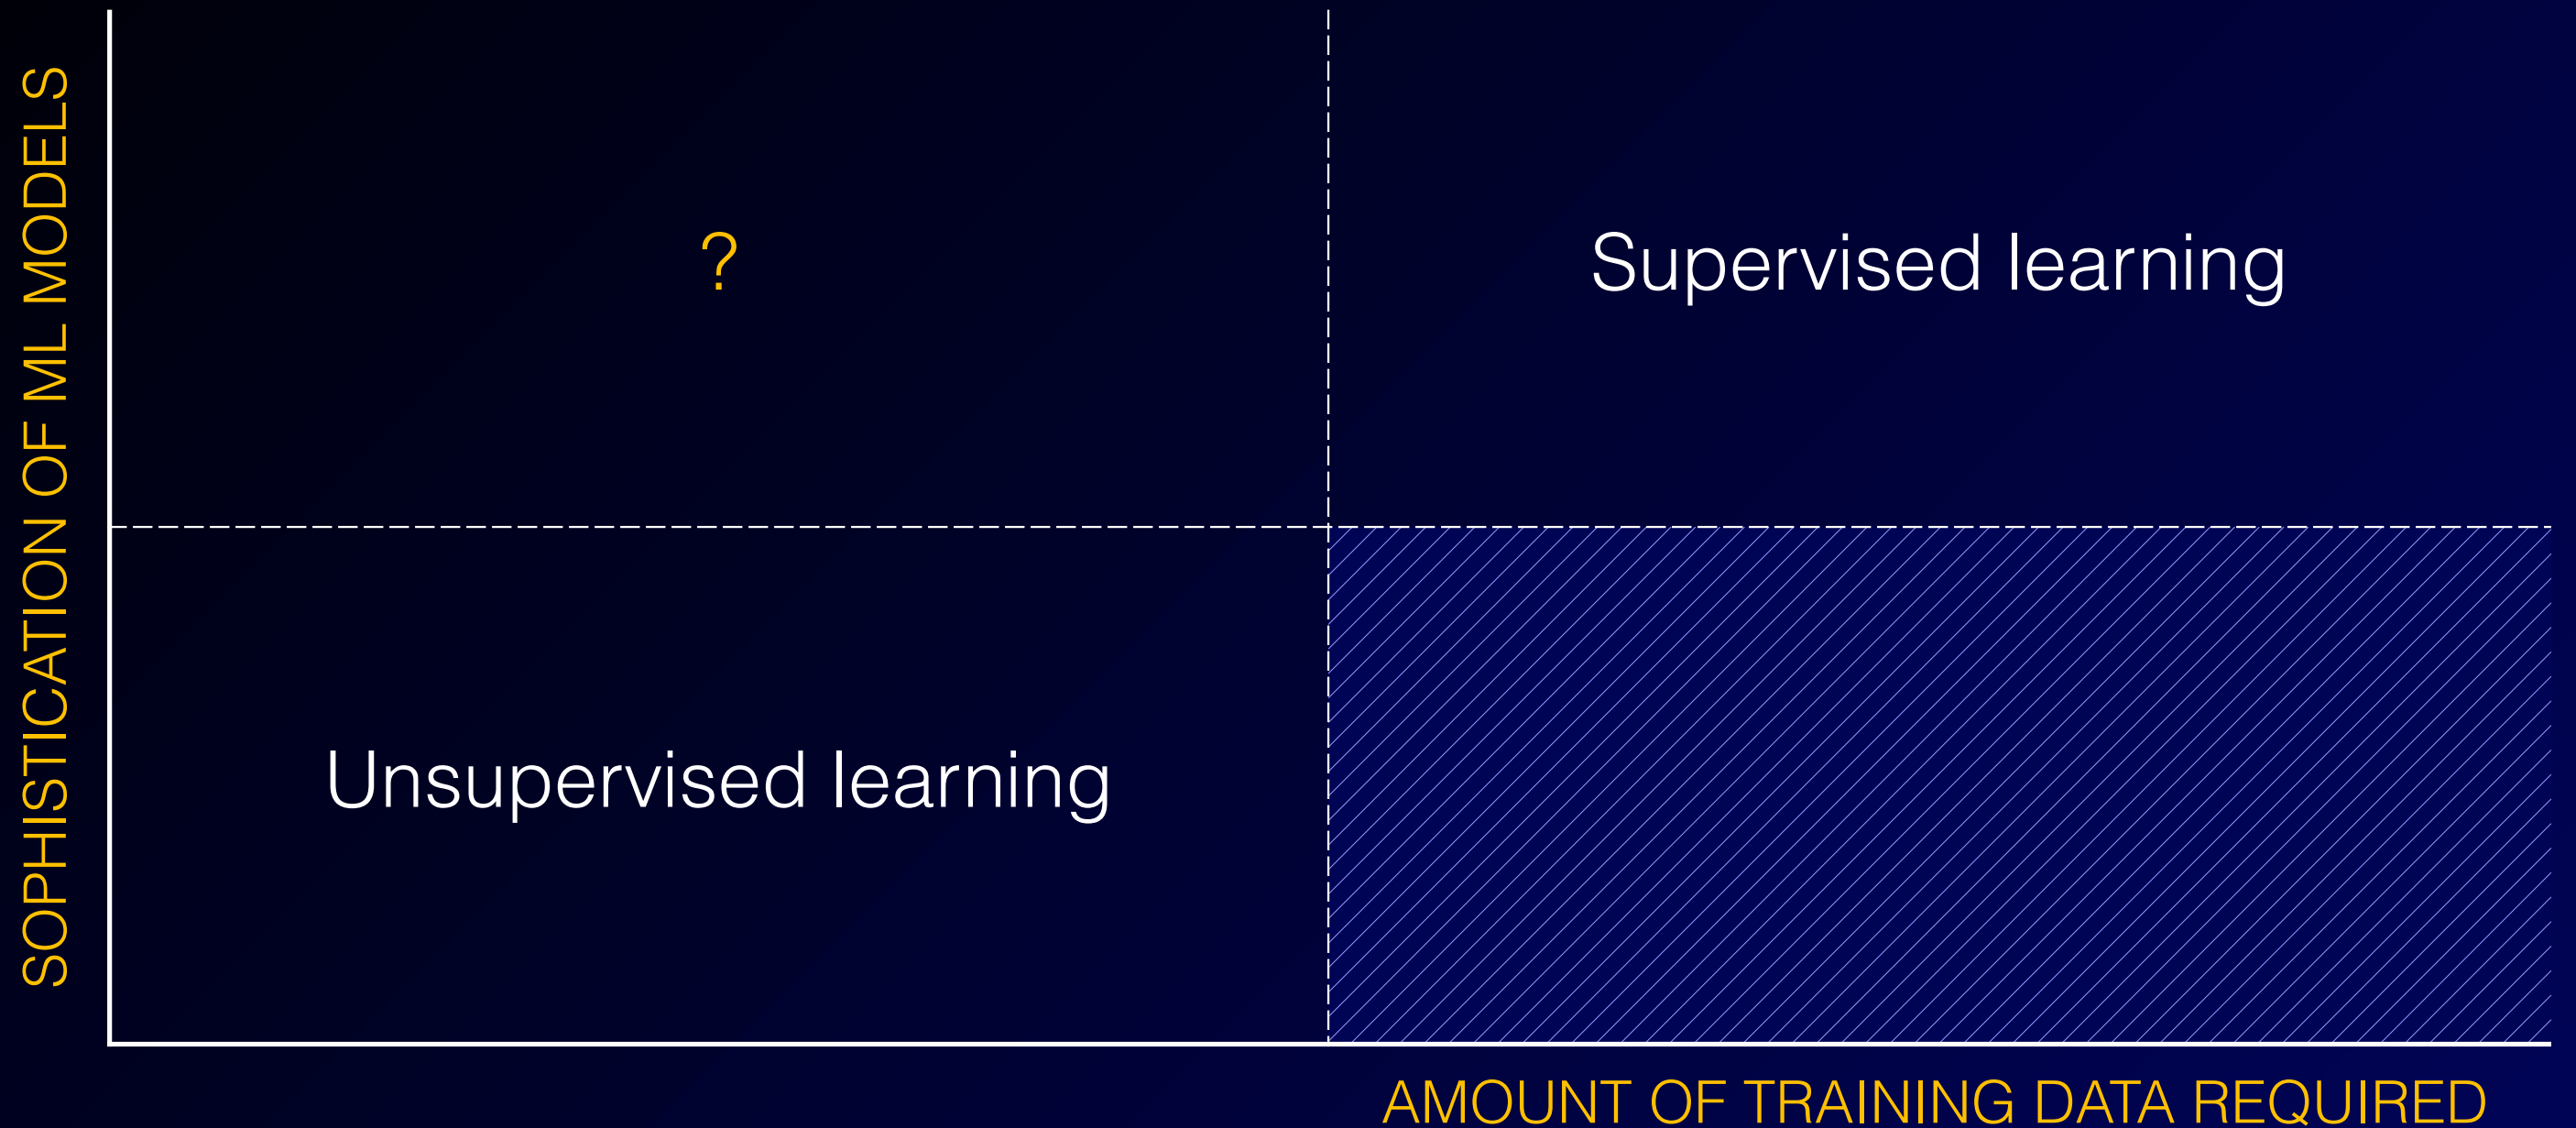 SOPHISTICATION OF ML MODELS
?
Supervised learning
Unsupervised learning
AMOUNT OF TRAINING DATA REQUIRED